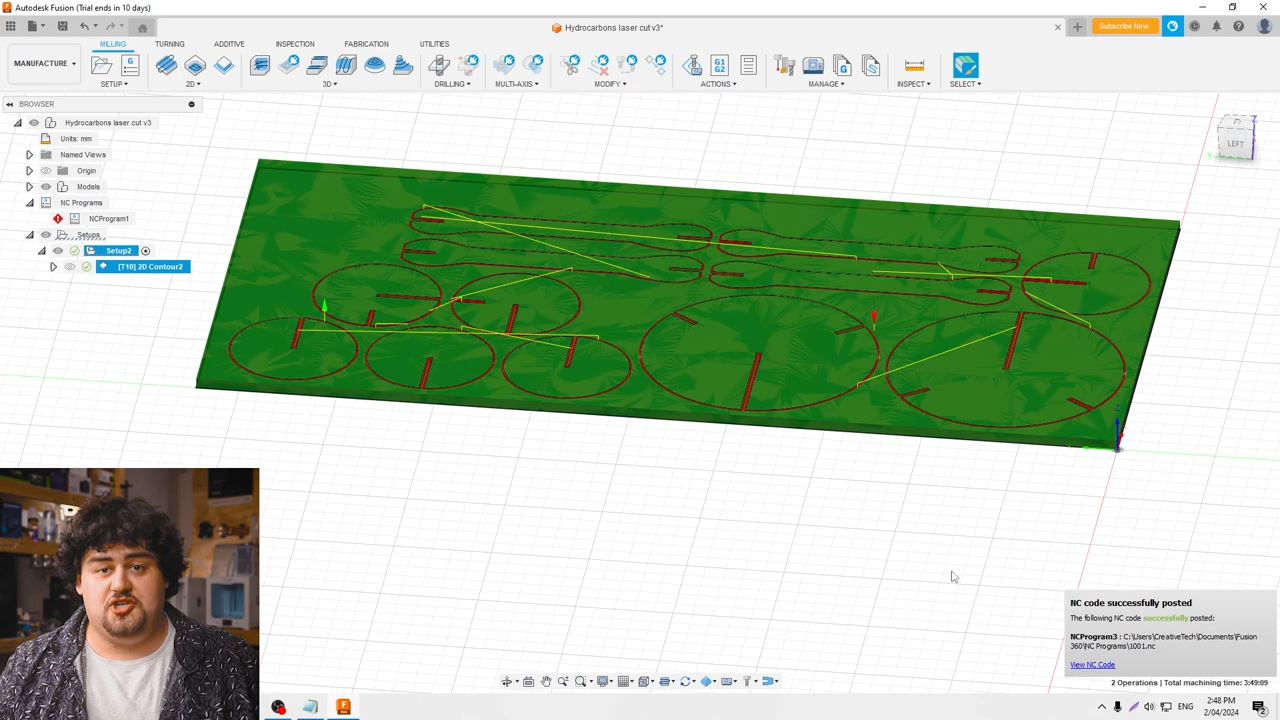 Autodesk Fusion (Trial ends in 10 days)
Hydrocarbons laser cut v3*
Subscribe Now
MILLING TURNING ADDITIVE INSPECTION FABRICATION UTILITIES
MANUFACTURE
G
G1
G2
G
S
SETUP 2D 3D DRILLING MULTI-AXIS MODIFY ACTIONS MANAGE INSPECT SELECT
BROWSER
Hydrocarbons laser cut v3
Units: mm
Named Views
Origin
Models
NC Programs
NCProgram1
Setups
Setup2
[T10] 2D Contour2
LEFT
Z
Y
Z
NC code successfully posted
The following NC code successfully posted:
NCProgram3 : C:\Users\CreativeTech\Documents\Fusion
360\NC Programs\1001.nc
View NC Code
2 Operations | Total machining time: 3:49:09
ENG
2:48 PM
2/04/2024
2